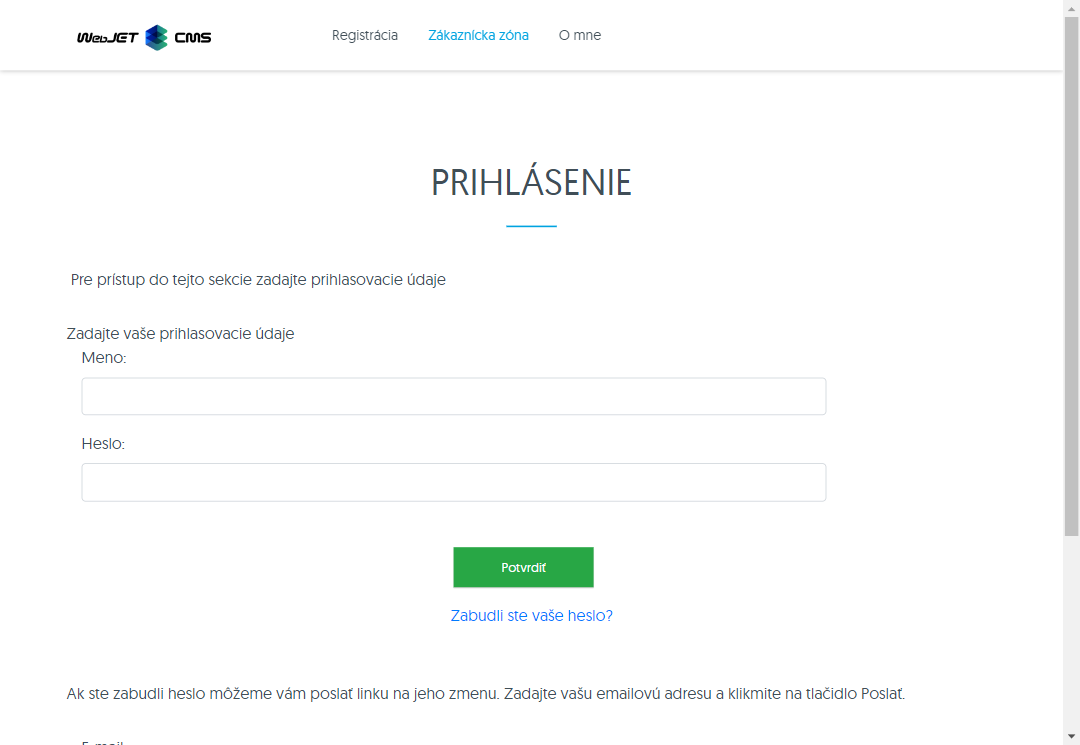 WebJET CMS
Registrácia Zákaznícka zóna O mne
PRIHLÁSENIE
Pre prístup do tejto sekcie zadajte prihlasovacie údaje
Zadajte vaše prihlasovacie údaje
Meno:
Heslo:
Potvrdiť
Zabudli ste vaše heslo?
Ak ste zabudli heslo môžeme vám poslať linku na jeho zmenu. Zadajte vašu emailovú adresu a klikmite na tlačidlo Poslať.
E-mail